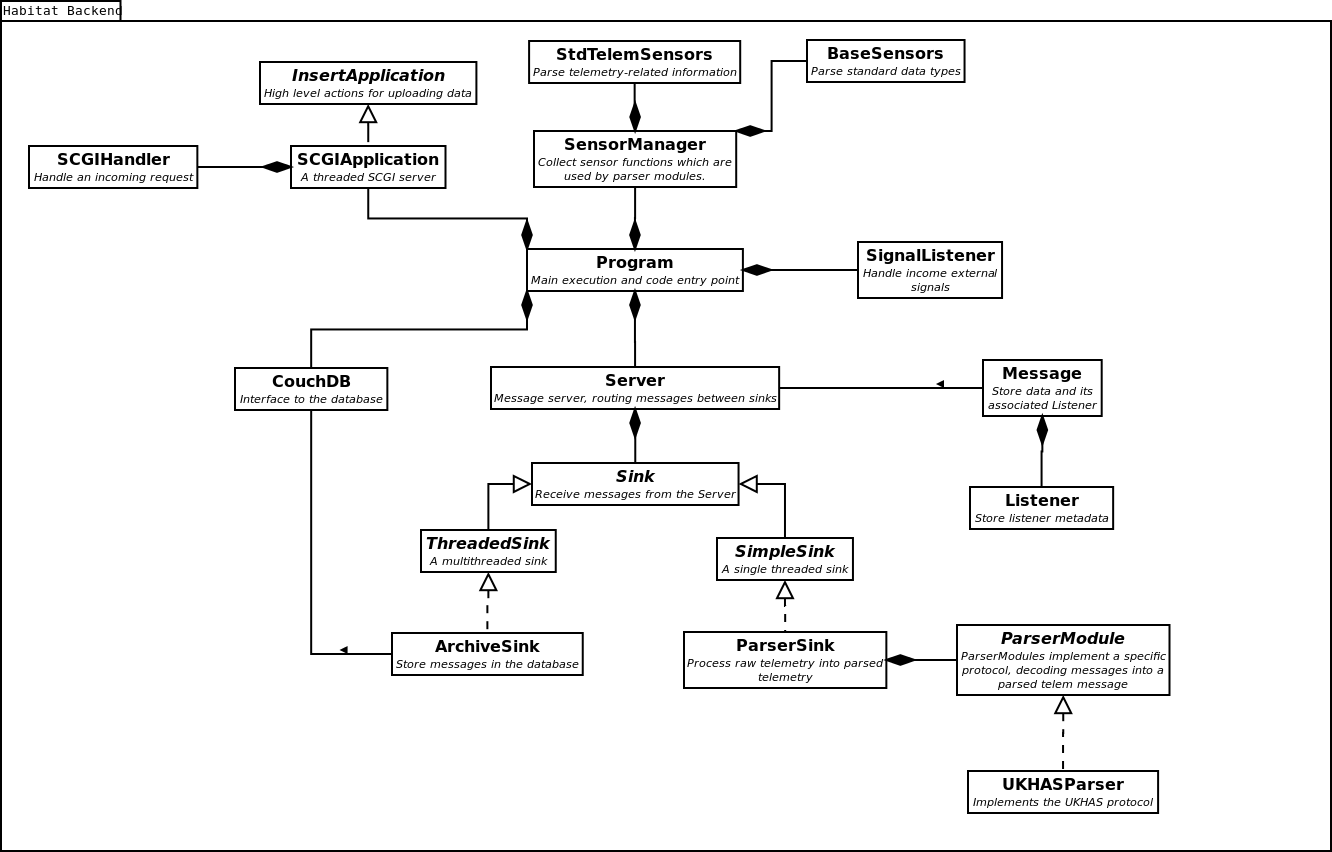 Habitat Backend
StdTelemSensors
Parse telemetry-related information
BaseSensors
Parse standard data types
InsertApplication
High level actions for uploading data
SensorManager
Collect sensor functions which are
used by parser modules.
SCGIHandler
Handle an incoming request
SCGIApplication
A threaded SCGI server
Program
Main execution and code entry point
SignalListener
Handle income external
signals
CouchDB
Interface to the database
Server
Message server, routing messages between sinks
Message
Store data and its
associated Listener
Sink
Receive messages from the Server
Listener
Store listener metadata
ThreadedSink
A multithreaded sink
SimpleSink
A single threaded sink
ArchiveSink
Store messages in the database
ParserSink
Process raw telemetry into parsed
telemetry
ParserModule
ParserModules implement a specific
protocol, decoding messages into a
parsed telem message
UKHASParser
Implements the UKHAS protocol